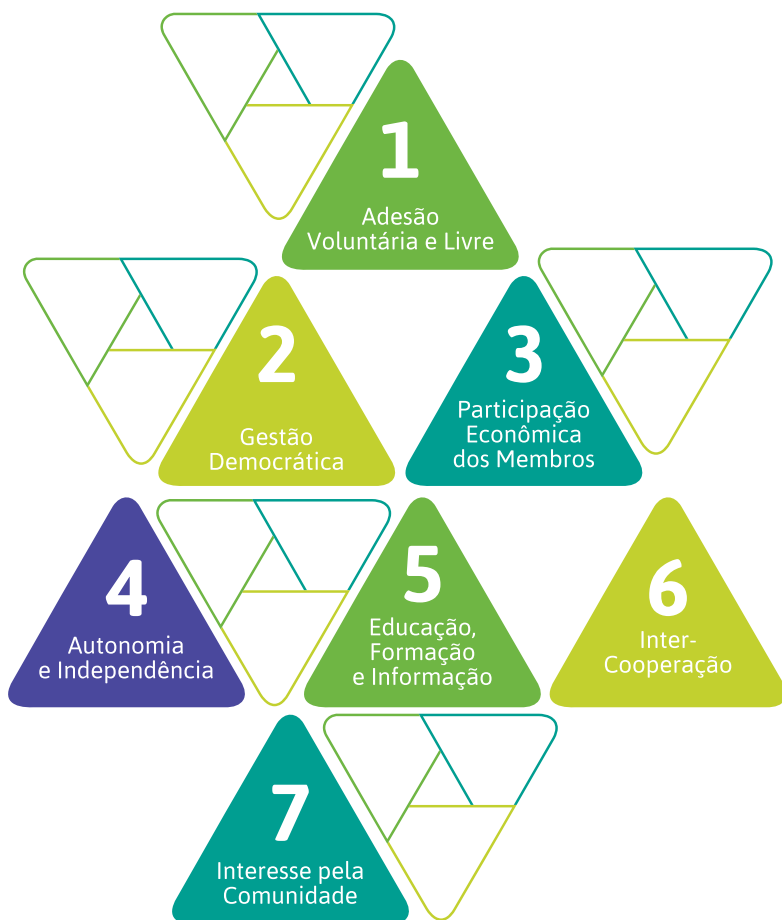 1
Adesão
Voluntária e Livre
2
Gestão
Democrática
3
Participação
Econômica
dos Membros
4
Autonomia
e Independência
5
Educação,
Formação
e Informação
6
Inter-
Cooperação
7
Interesse pela
Comunidade